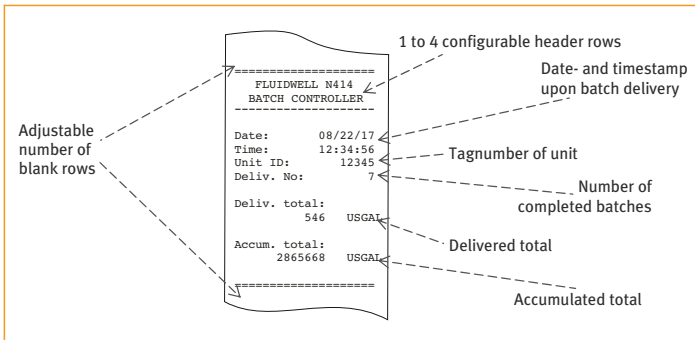 1 to 4 configurable header rows
Date- and timestamp
upon batch delivery
Adjustable
number of
blank rows
====================
FLUIDWELL N414
BATCH CONTROLLER
--------------------
Date: 08/22/17
Time: 12:34:56
Unit ID: 12345
Deliv. No: 7
Deliv. total:
546 USGAL
Accum. total:
2865668 USGAL
====================
Tagnumber of unit
Number of
completed batches
Delivered total
Accumulated total